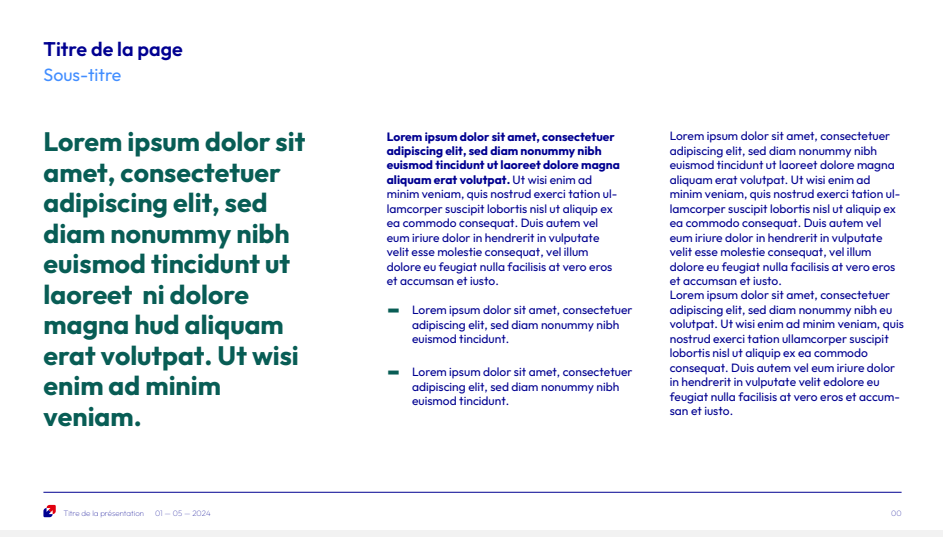 Titre de la page
Sous-titre
Lorem ipsum dolor sit
amet, consectetuer
adipiscing elit, sed
diam nonummy nibh
euismod tincidunt ut
laoreet  ni dolore
magna hud aliquam
erat volutpat. Ut wisi
enim ad minim
veniam.
Lorem ipsum dolor sit amet, consectetuer
adipiscing elit, sed diam nonummy nibh
euismod tincidunt ut laoreet dolore magna
aliquam erat volutpat. Ut wisi enim ad
minim veniam, quis nostrud exerci tation ul-
lamcorper suscipit lobortis nisl ut aliquip ex
ea commodo consequat. Duis autem vel
eum iriure dolor in hendrerit in vulputate
velit esse molestie consequat, vel illum
dolore eu feugiat nulla facilisis at vero eros
et accumsan et iusto.
Lorem ipsum dolor sit amet, consectetuer
adipiscing elit, sed diam nonummy nibh
euismod tincidunt.
Lorem ipsum dolor sit amet, consectetuer
adipiscing elit, sed diam nonummy nibh
euismod tincidunt.
Lorem ipsum dolor sit amet, consectetuer
adipiscing elit, sed diam nonummy nibh
euismod tincidunt ut laoreet dolore magna
aliquam erat volutpat. Ut wisi enim ad
minim veniam, quis nostrud exerci tation ul-
lamcorper suscipit lobortis nisl ut aliquip ex
ea commodo consequat. Duis autem vel
eum iriure dolor in hendrerit in vulputate
velit esse molestie consequat, vel illum
dolore eu feugiat nulla facilisis at vero eros
et accumsan et iusto.
Lorem ipsum dolor sit amet, consectetuer
adipiscing elit, sed diam nonummy nibh eu
volutpat. Ut wisi enim ad minim veniam, quis
nostrud exerci tation ullamcorper suscipit
lobortis nisl ut aliquip ex ea commodo
consequat. Duis autem vel eum iriure dolor
in hendrerit in vulputate velit edolore eu
feugiat nulla facilisis at vero eros et accum-
san et iusto.
Titre de la présentation 01 — 05 — 2024
00